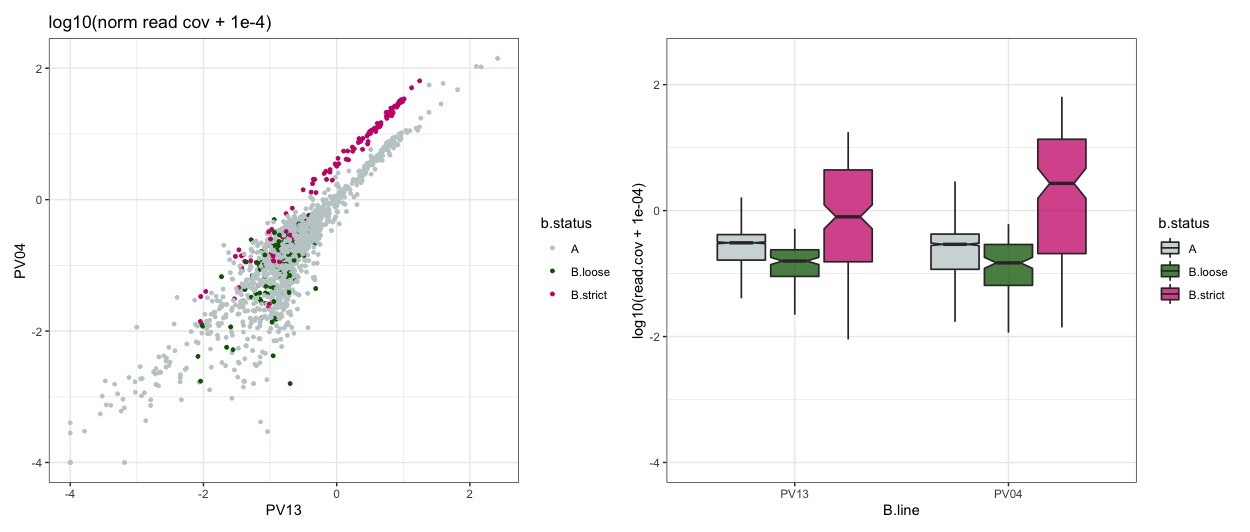 log10(norm read cov + 1e-4)
2
0
-2
-4
PV04
-4
-2
0
2
PV13
b.status
A
B.loose
B.strict
2
0
-2
-4
log10(read.cov + 1e-04)
PV13
PV04
B.line
b.status
A
B.loose
B.strict